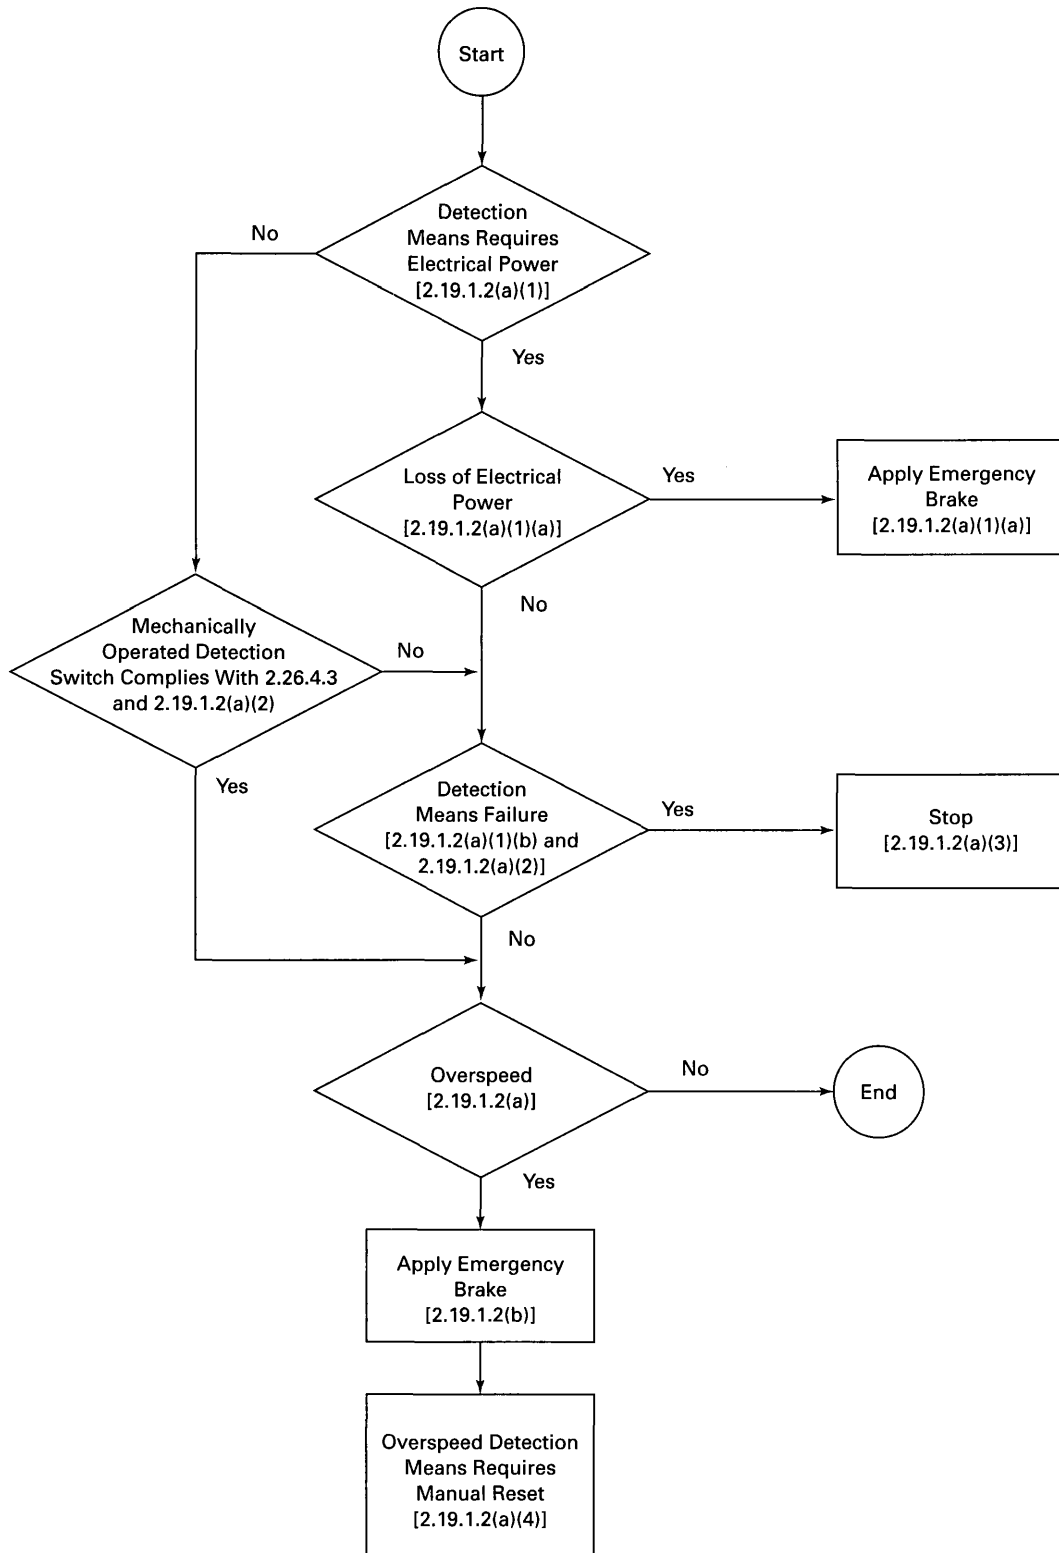 Start
Detection
Means Requires
Electrical Power
[2.19.1.2(a)(1)]
No
Yes
Loss of Electrical
Power
[2.19.1.2(a)(1)(a)]
Yes
Apply Emergency
Brake
[2.19.1.2(a)(1)(a)]
No
Mechanically
Operated Detection
Switch Complies With 2.26.4.3
and 2.19.1.2(a)(2)
No
Yes
Detection
Means Failure
[2.19.1.2(a)(1)(b) and
2.19.1.2(a)(2)]
Yes
Stop
[2.19.1.2(a)(3)]
No
Overspeed
[2.19.1.2(a)]
No
End
Yes
Apply Emergency
Brake
[2.19.1.2(b)]
Overspeed Detection
Means Requires
Manual Reset
[2.19.1.2(a)(4)]